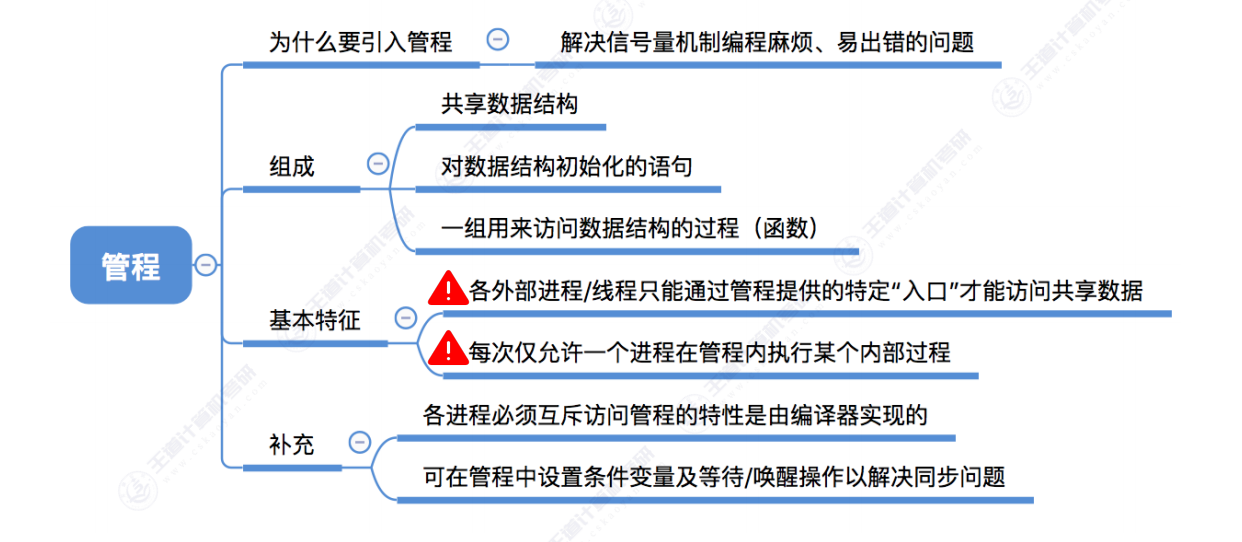 为什么要引入管程
解决信号量机制编程麻烦、易出错的问题
共享数据结构
组成
对数据结构初始化的语句
一组用来访问数据结构的过程（函数）
管程
各外部进程/线程只能通过管程提供的特定“入口”才能访问共享数据
基本特征
每次仅允许一个进程在管程内执行某个内部过程
各进程必须互斥访问管程的特性是由编译器实现的
补充
可在管程中设置条件变量及等待/唤醒操作以解决同步问题
王道计算机考研